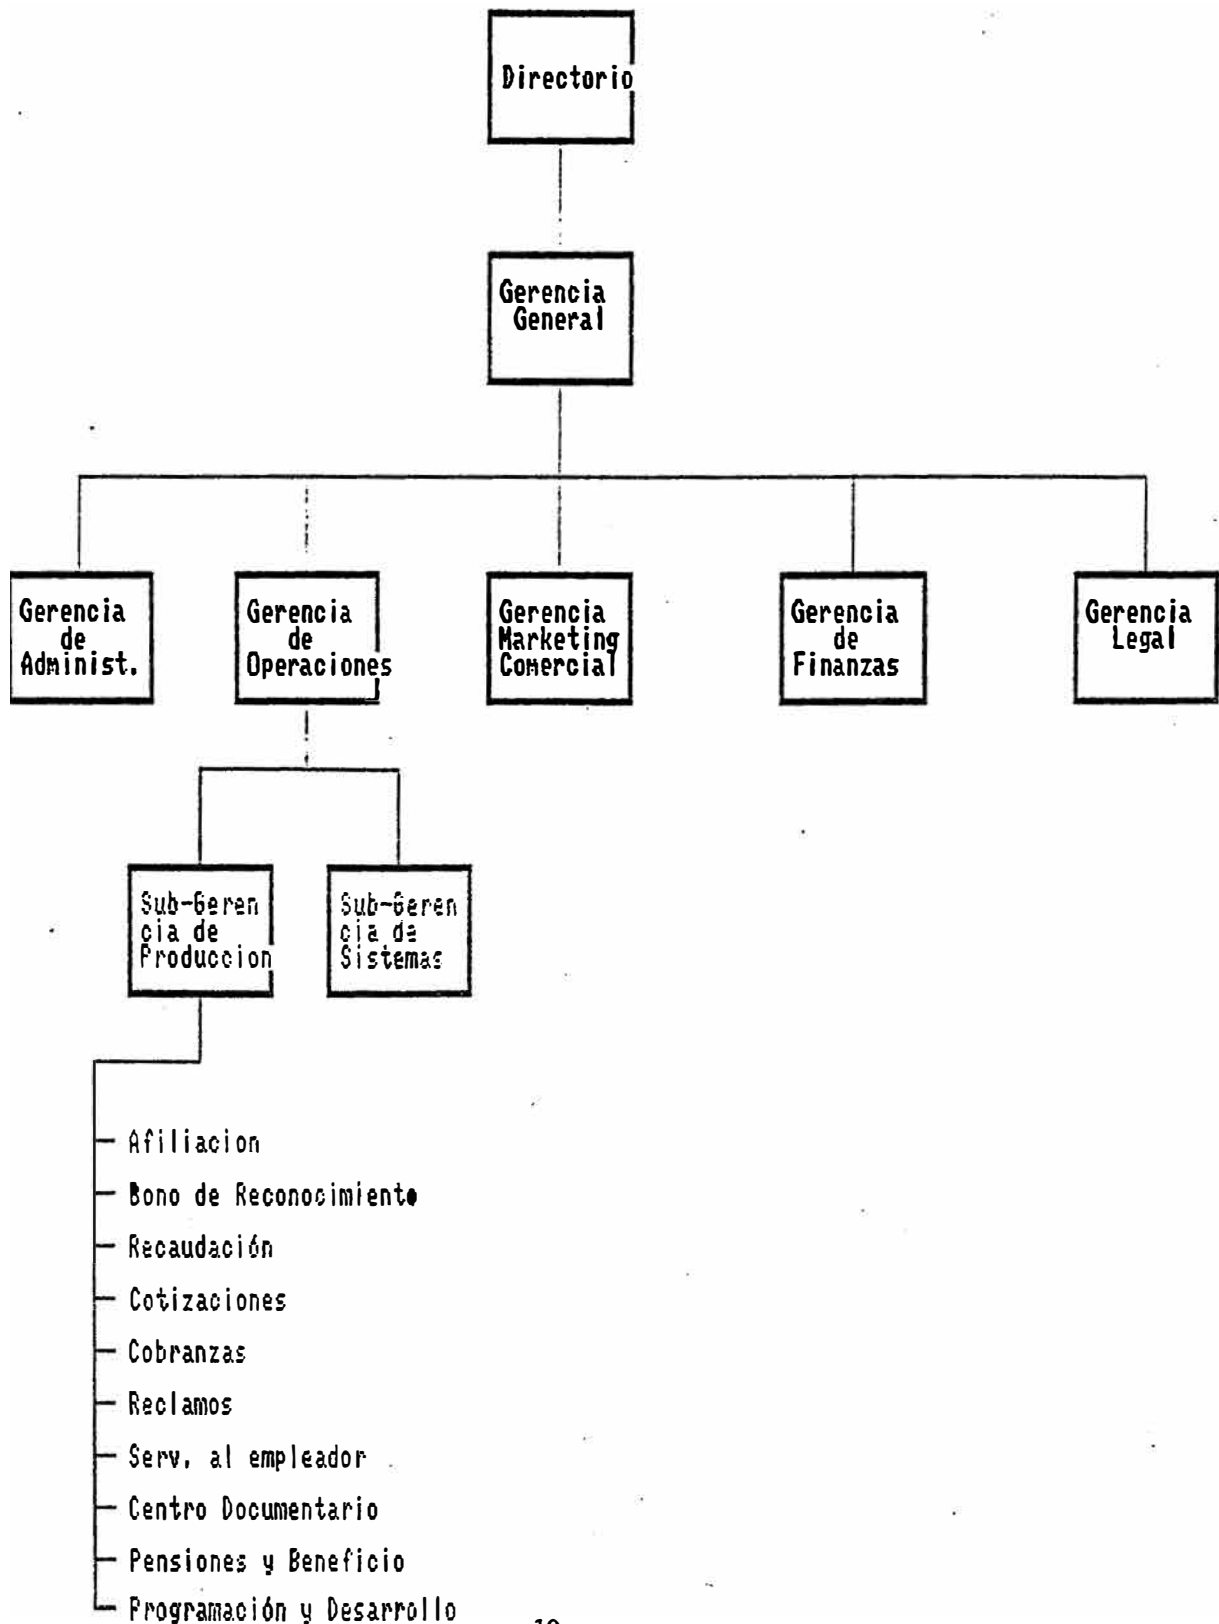 Directorio
Gerencia
General
Gerencia
de
Administ.
Gerencia
de
Operaciones
Gerencia
Marketing
Comercial
Gerencia
de
Finanzas
Gerencia
Legal
Sub-Geren
cia de
Produccion
Sub-Geren
cia de
Sistemas
Afiliacion
Bono de Reconocimiento
Recaudación
Cotizaciones
Cobranzas
Reclamos
Serv. al empleador
Centro Documentario
Pensiones y Beneficio
Programación y Desarrollo